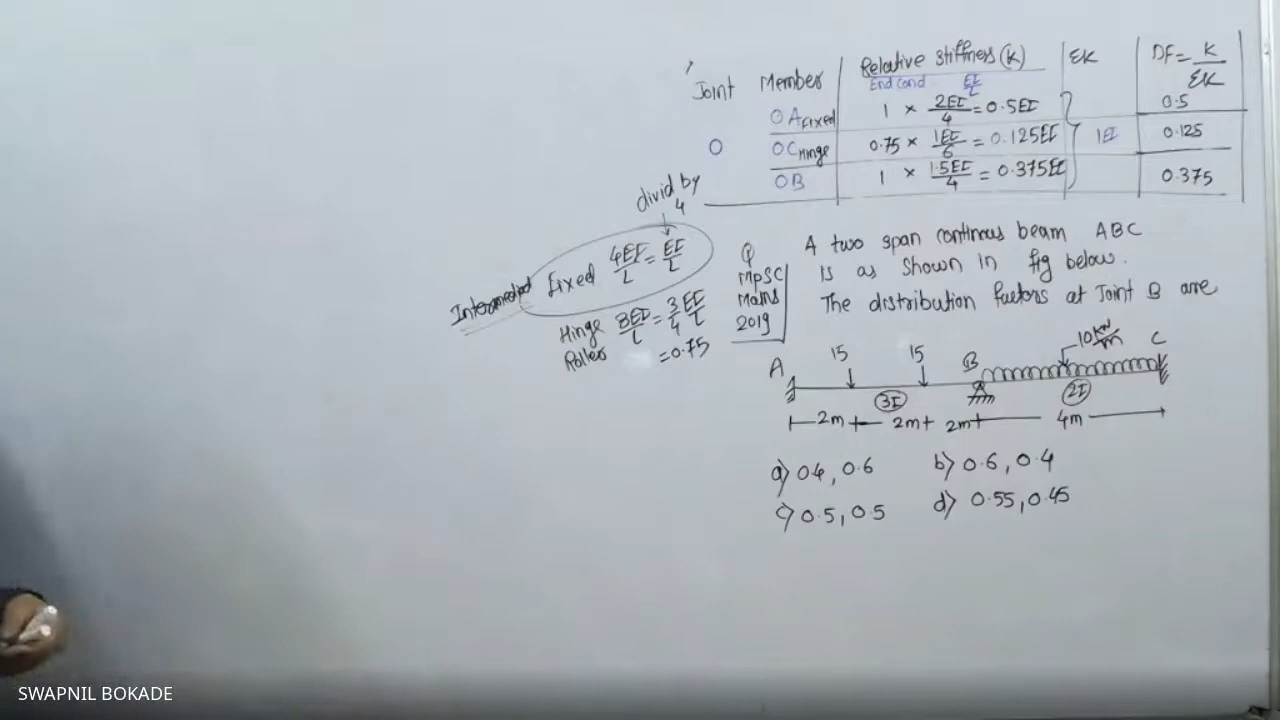 Joint Member Relative stiffness (k) ΣK DF = K/ΣK
End Cond EI/L
OA Fixed 1 × 2EI/4 = 0.5EI 0.5
O OC Hinge 0.75 × 1EI/6 = 0.125EI 1EI 0.125
OB 1 × 1.5EI/4 = 0.375EI 0.375
divid by
4
fixed 4EI/L = EI/L
Hinge 3EI/L = 3/4 EI/L
Roller = 0.75
Q
MPSC
Mains
2019
A two span continous beam ABC
is as shown in fig below.
The distribution factors at Joint B are
15 15 10 kN/m
A B C
3I 2I
2m 2m 2m 4m
a) 0.4, 0.6 b) 0.6, 0.4
c) 0.5, 0.5 d) 0.55, 0.45
SWAPNIL BOKADE